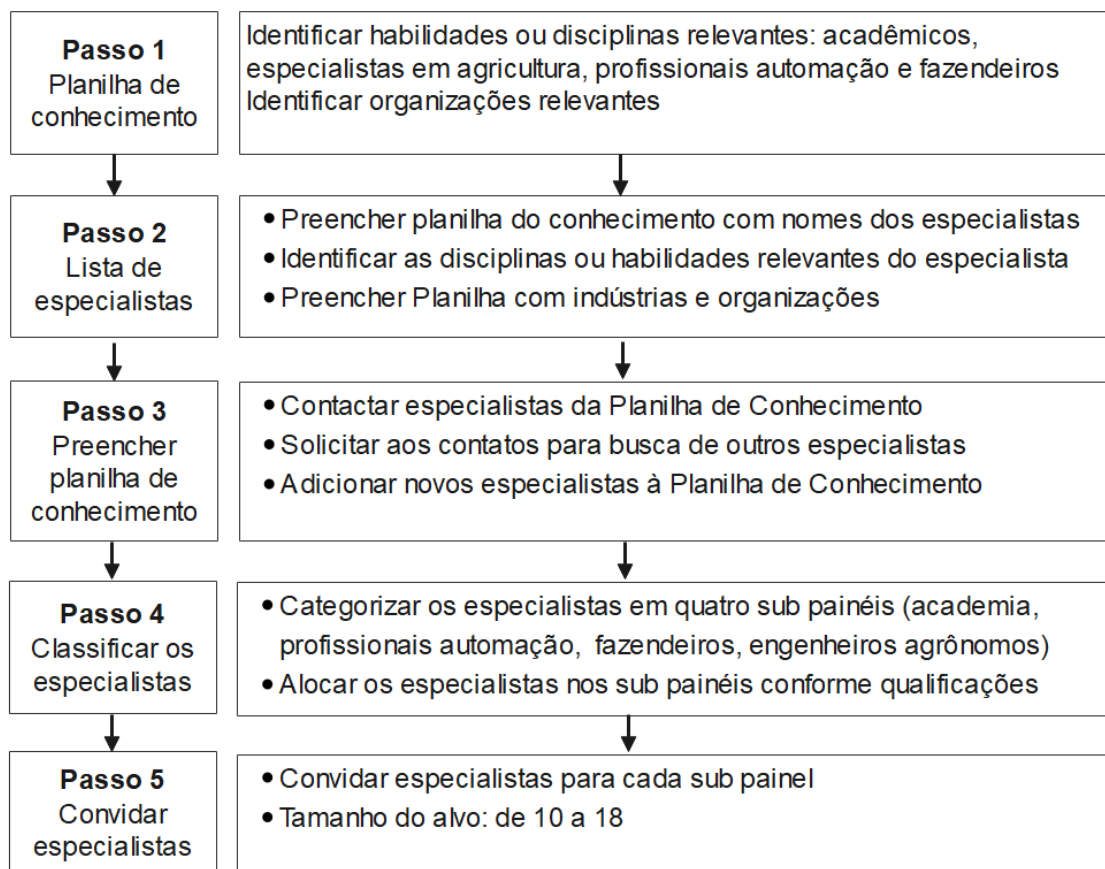 Passo 1
Planilha de
conhecimento
Identificar habilidades ou disciplinas relevantes: acadêmicos,
especialistas em agricultura, profissionais automação e fazendeiros
Identificar organizações relevantes
Passo 2
Lista de
especialistas
• Preencher planilha do conhecimento com nomes dos especialistas
• Identificar as disciplinas ou habilidades relevantes do especialista
• Preencher Planilha com indústrias e organizações
Passo 3
Preencher
planilha de
conhecimento
• Contactar especialistas da Planilha de Conhecimento
• Solicitar aos contatos para busca de outros especialistas
• Adicionar novos especialistas à Planilha de Conhecimento
Passo 4
Classificar os
especialistas
• Categorizar os especialistas em quatro sub painéis (academia,
profissionais automação, fazendeiros, engenheiros agrônomos)
• Alocar os especialistas nos sub painéis conforme qualificações
Passo 5
Convidar
especialistas
• Convidar especialistas para cada sub painel
• Tamanho do alvo: de 10 a 18